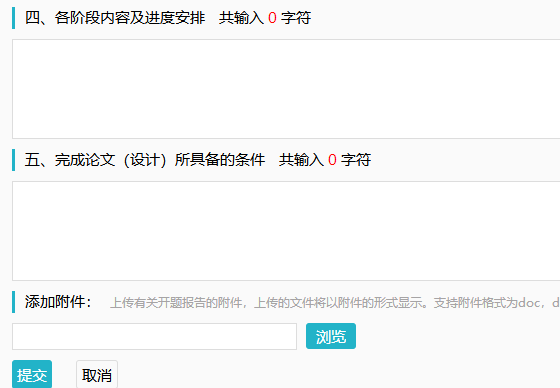 四、各阶段内容及进度安排 共输入 0 字符
五、完成论文（设计）所具备的条件 共输入 0 字符
添加附件： 上传有关开题报告的附件，上传的文件将以附件的形式显示。支持附件格式为doc，d
浏览
提交 取消